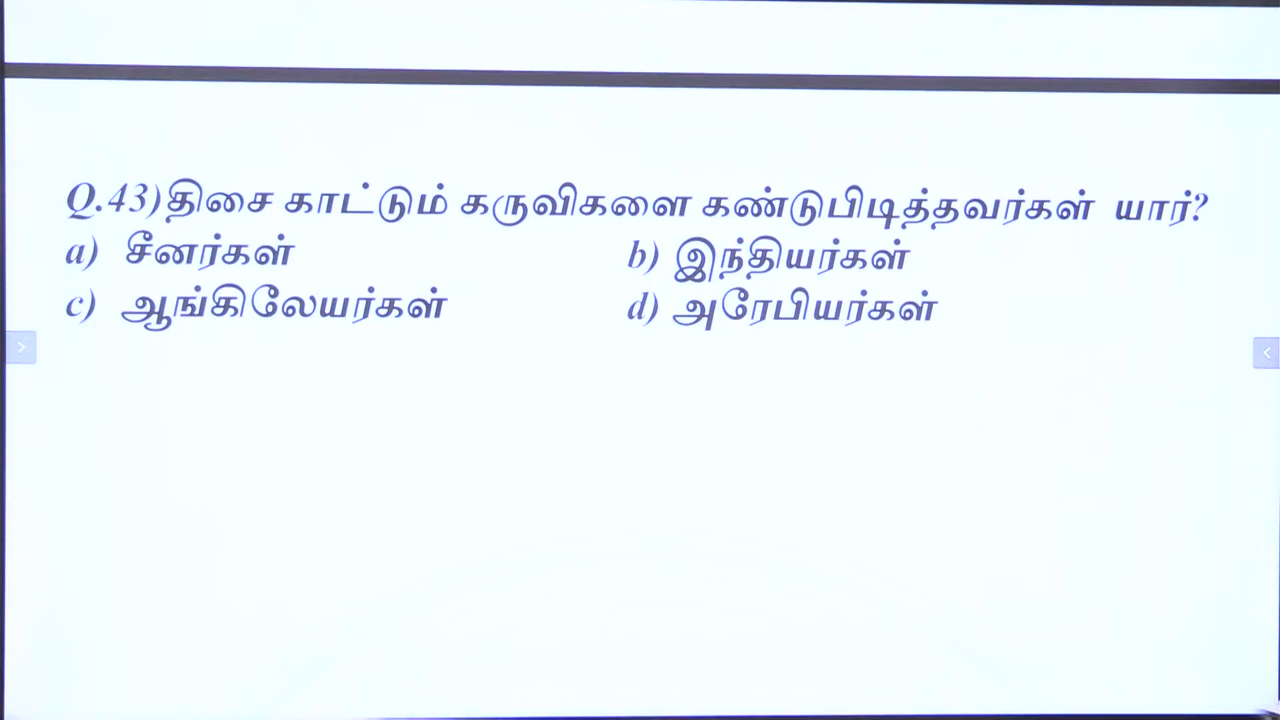 Q.43)திசை காட்டும் கருவிகளை கண்டுபிடித்தவர்கள் யார்?
a) சீனர்கள் b) இந்தியர்கள்
c) ஆங்கிலேயர்கள் d) அரேபியர்கள்